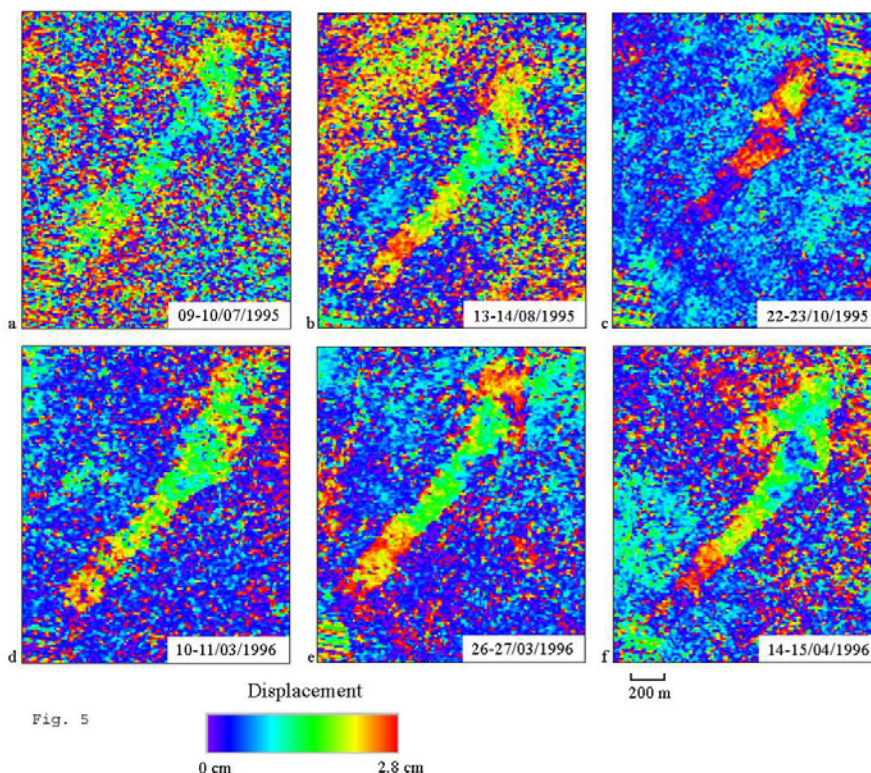 a
09-10/07/1995
b
13-14/08/1995
c
22-23/10/1995
d
10-11/03/1996
e
26-27/03/1996
f
14-15/04/1996
200 m
Displacement
Fig. 5
0 cm
2.8 cm